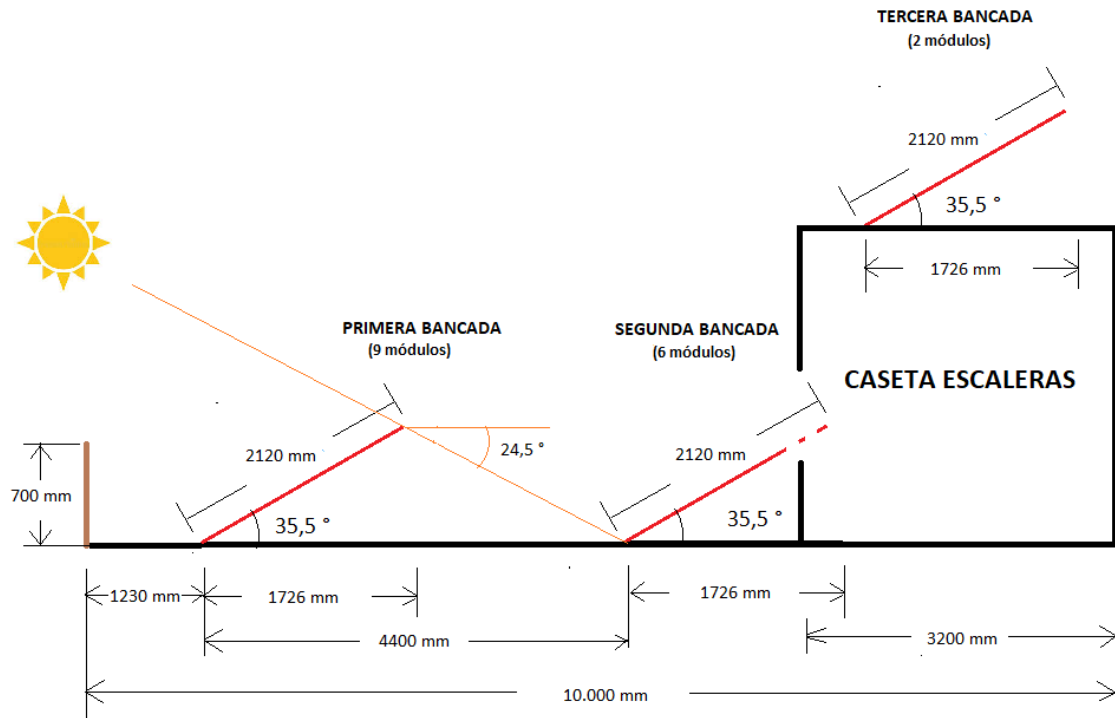 TERCERA BANCADA
(2 módulos)
2120 mm
35,5 °
1726 mm
PRIMERA BANCADA
(9 módulos)
SEGUNDA BANCADA
(6 módulos)
CASETA ESCALERAS
2120 mm
24,5 °
2120 mm
700 mm
35,5 °
35,5 °
1230 mm
1726 mm
1726 mm
4400 mm
3200 mm
10.000 mm